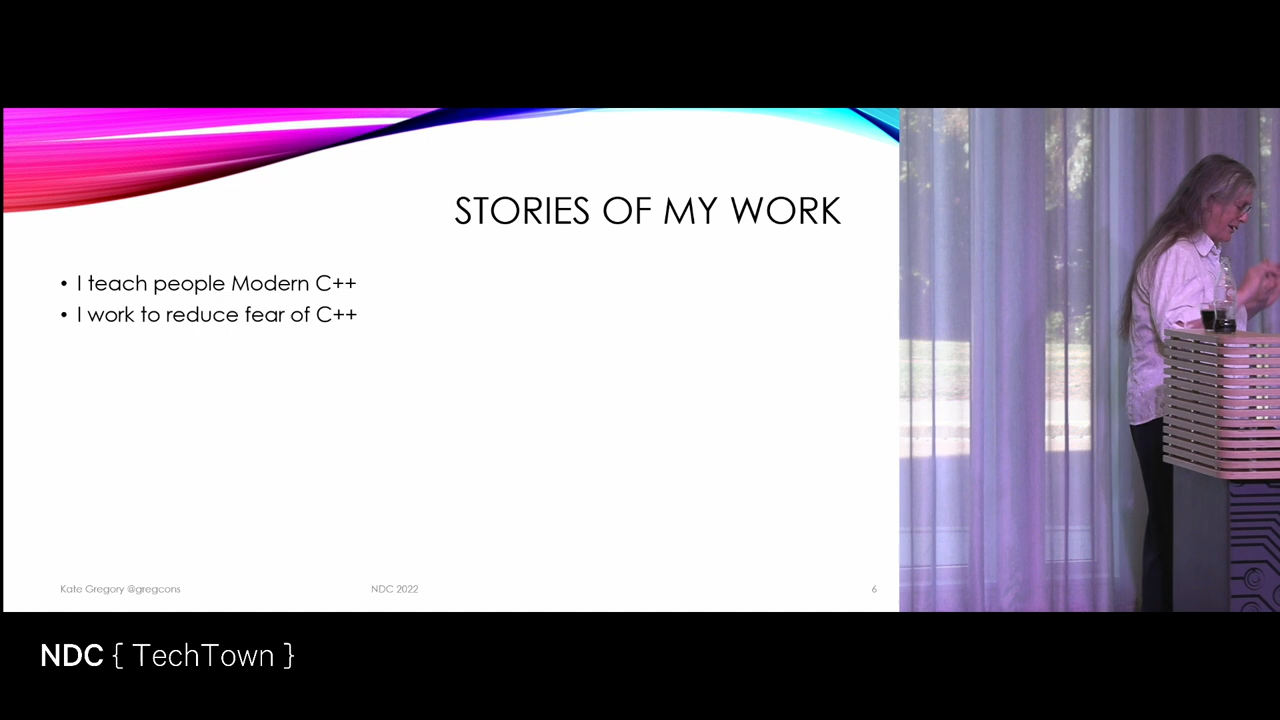 STORIES OF MY WORK
• I teach people Modern C++
• I work to reduce fear of C++
Kate Gregory @gregcons
NDC 2022
6
NDC { TechTown }